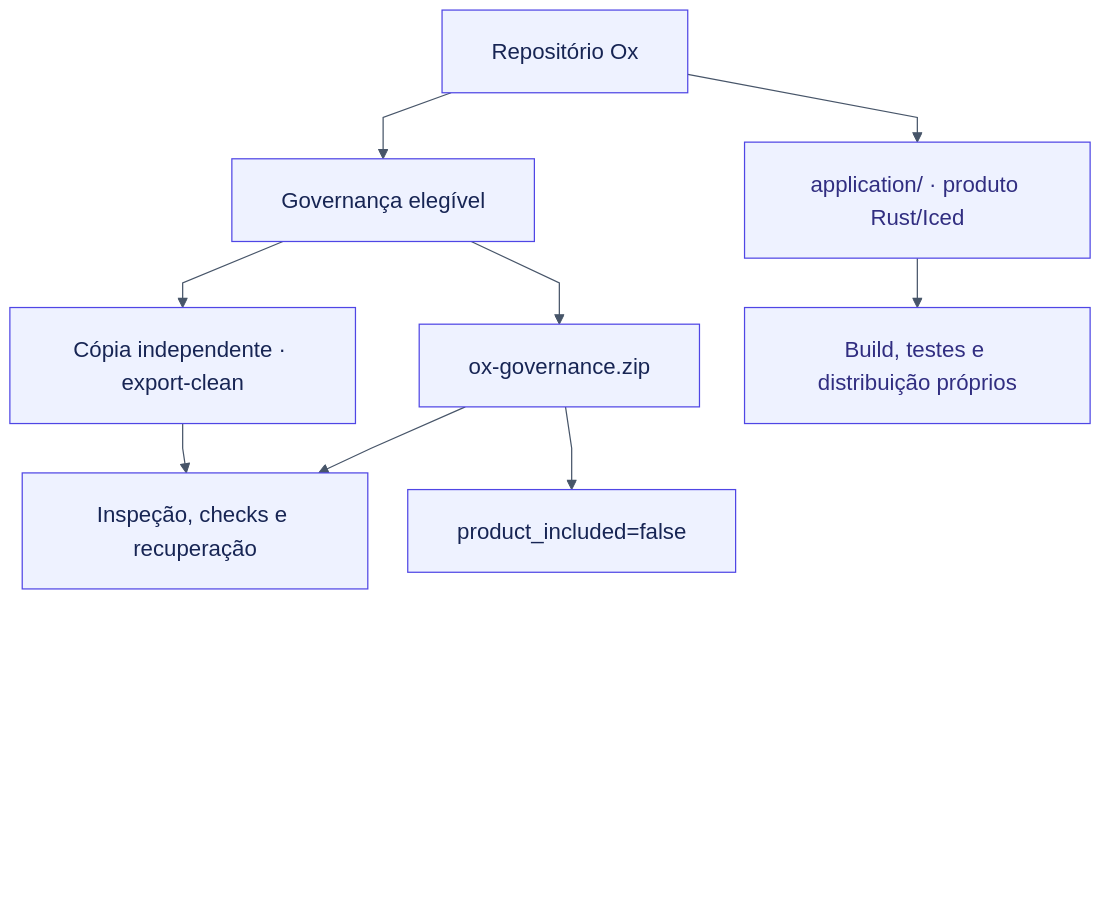 Repositório Ox
Governança elegível
application/ · produto
Rust/Iced
Cópia independente ·
export-clean
ox-governance.zip
Build, testes e
distribuição próprios
Inspeção, checks e
recuperação
product_included=false